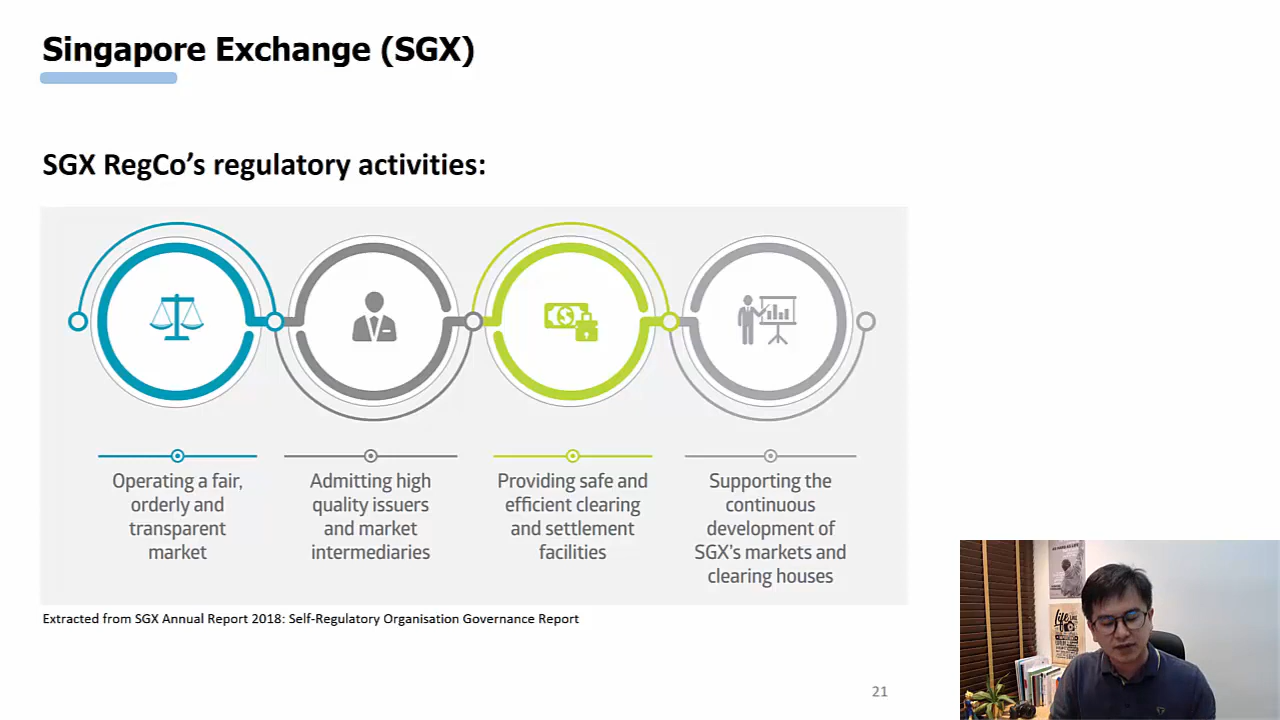 Singapore Exchange (SGX)
SGX RegCo’s regulatory activities:
Operating a fair,
orderly and
transparent
market
Admitting high
quality issuers
and market
intermediaries
Providing safe and
efficient clearing
and settlement
facilities
Supporting the
continuous
development of
SGX’s markets and
clearing houses
Extracted from SGX Annual Report 2018: Self-Regulatory Organisation Governance Report
21
Life